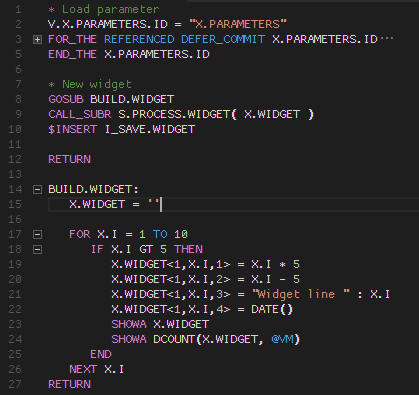 1 * Load parameter
2 V.X.PARAMETERS.ID = "X.PARAMETERS"
3 FOR_THE REFERENCED DEFER_COMMIT X.PARAMETERS.ID···
5 END_THE X.PARAMETERS.ID
6
7 * New widget
8 GOSUB BUILD.WIDGET
9 CALL_SUBR S.PROCESS.WIDGET( X.WIDGET )
10 $INSERT I_SAVE.WIDGET
11
12 RETURN
13
14 BUILD.WIDGET:
15 X.WIDGET = ''
16
17 FOR X.I = 1 TO 10
18 IF X.I GT 5 THEN
19 X.WIDGET<1,X.I,1> = X.I * 5
20 X.WIDGET<1,X.I,2> = X.I - 5
21 X.WIDGET<1,X.I,3> = "Widget line " : X.I
22 X.WIDGET<1,X.I,4> = DATE()
23 SHOWA X.WIDGET
24 SHOWA DCOUNT(X.WIDGET, @VM)
25 END
26 NEXT X.I
27 RETURN